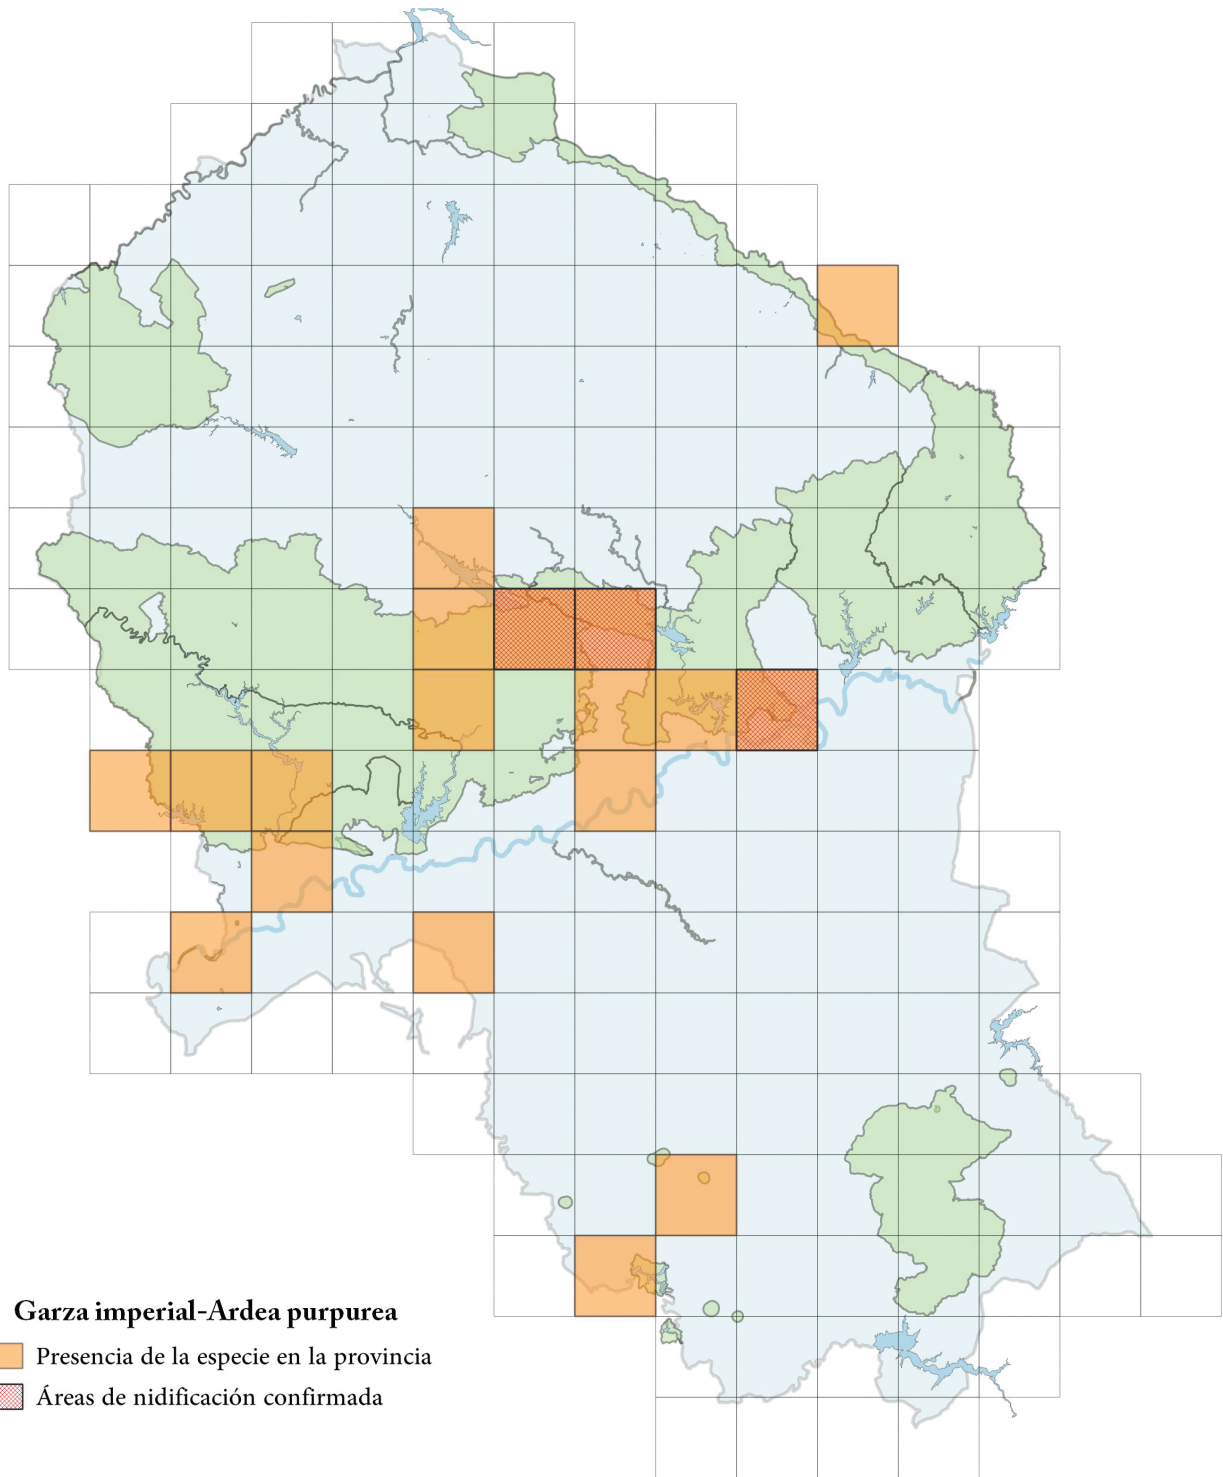 Garza imperial-Ardea purpurea
Presencia de la especie en la provincia
Áreas de nidificación confirmada